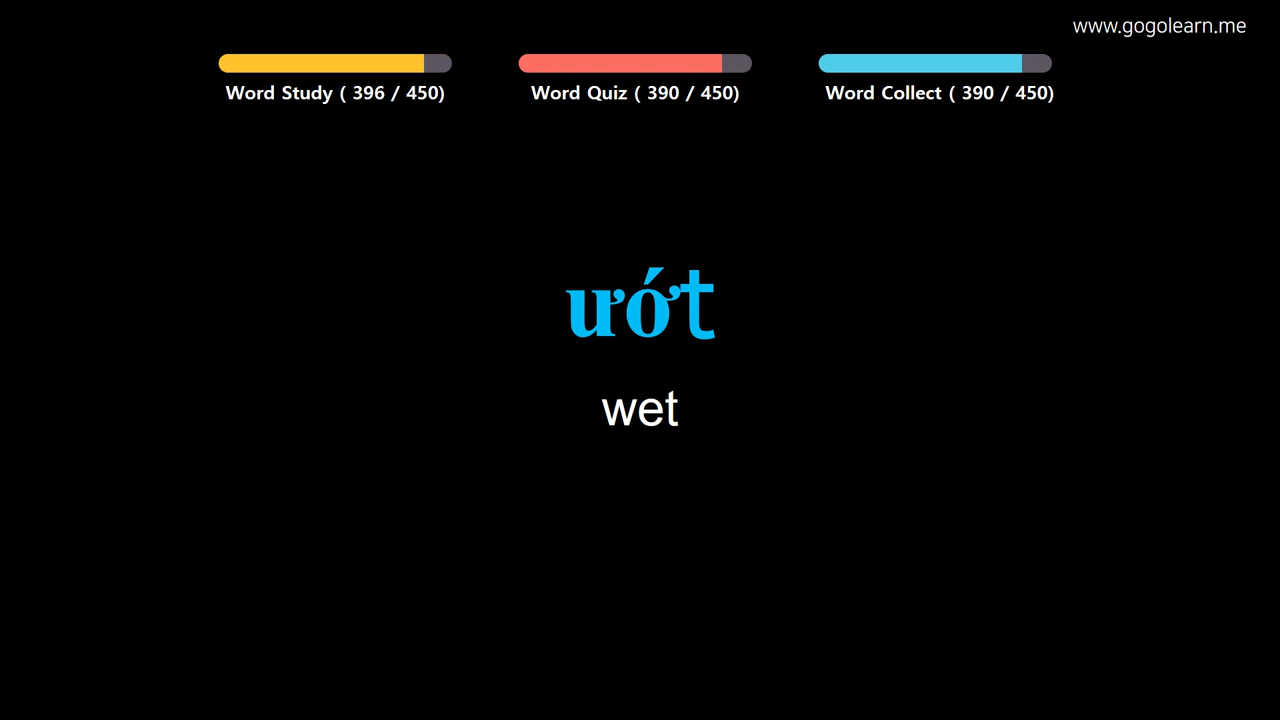 www.gogolearn.me
Word Study ( 396 / 450)
Word Quiz ( 390 / 450)
Word Collect ( 390 / 450)
ướt
wet